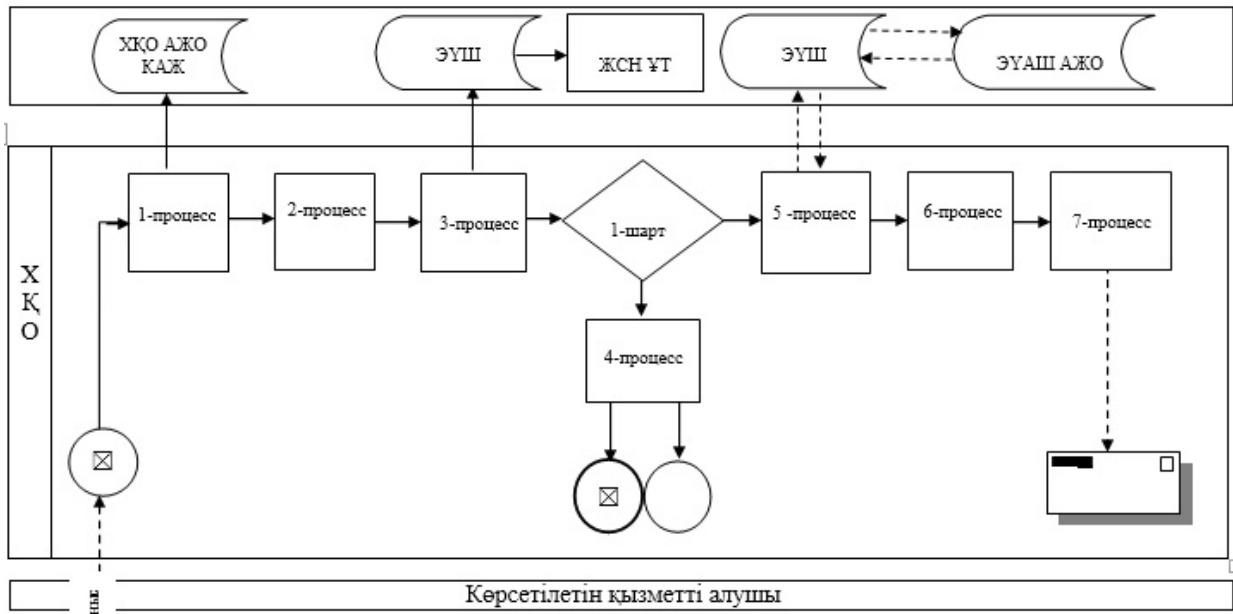 ХҚО АЖО
КАЖ
ЭҮШ
ЖСН ҰТ
ЭҮШ
ЭҮАШ АЖО
Х
Қ
О
1-процесс
2-процесс
3-процесс
1-шарт
5 -процесс
6-процесс
7-процесс
4-процесс
Көрсетілетін қызметті алушы